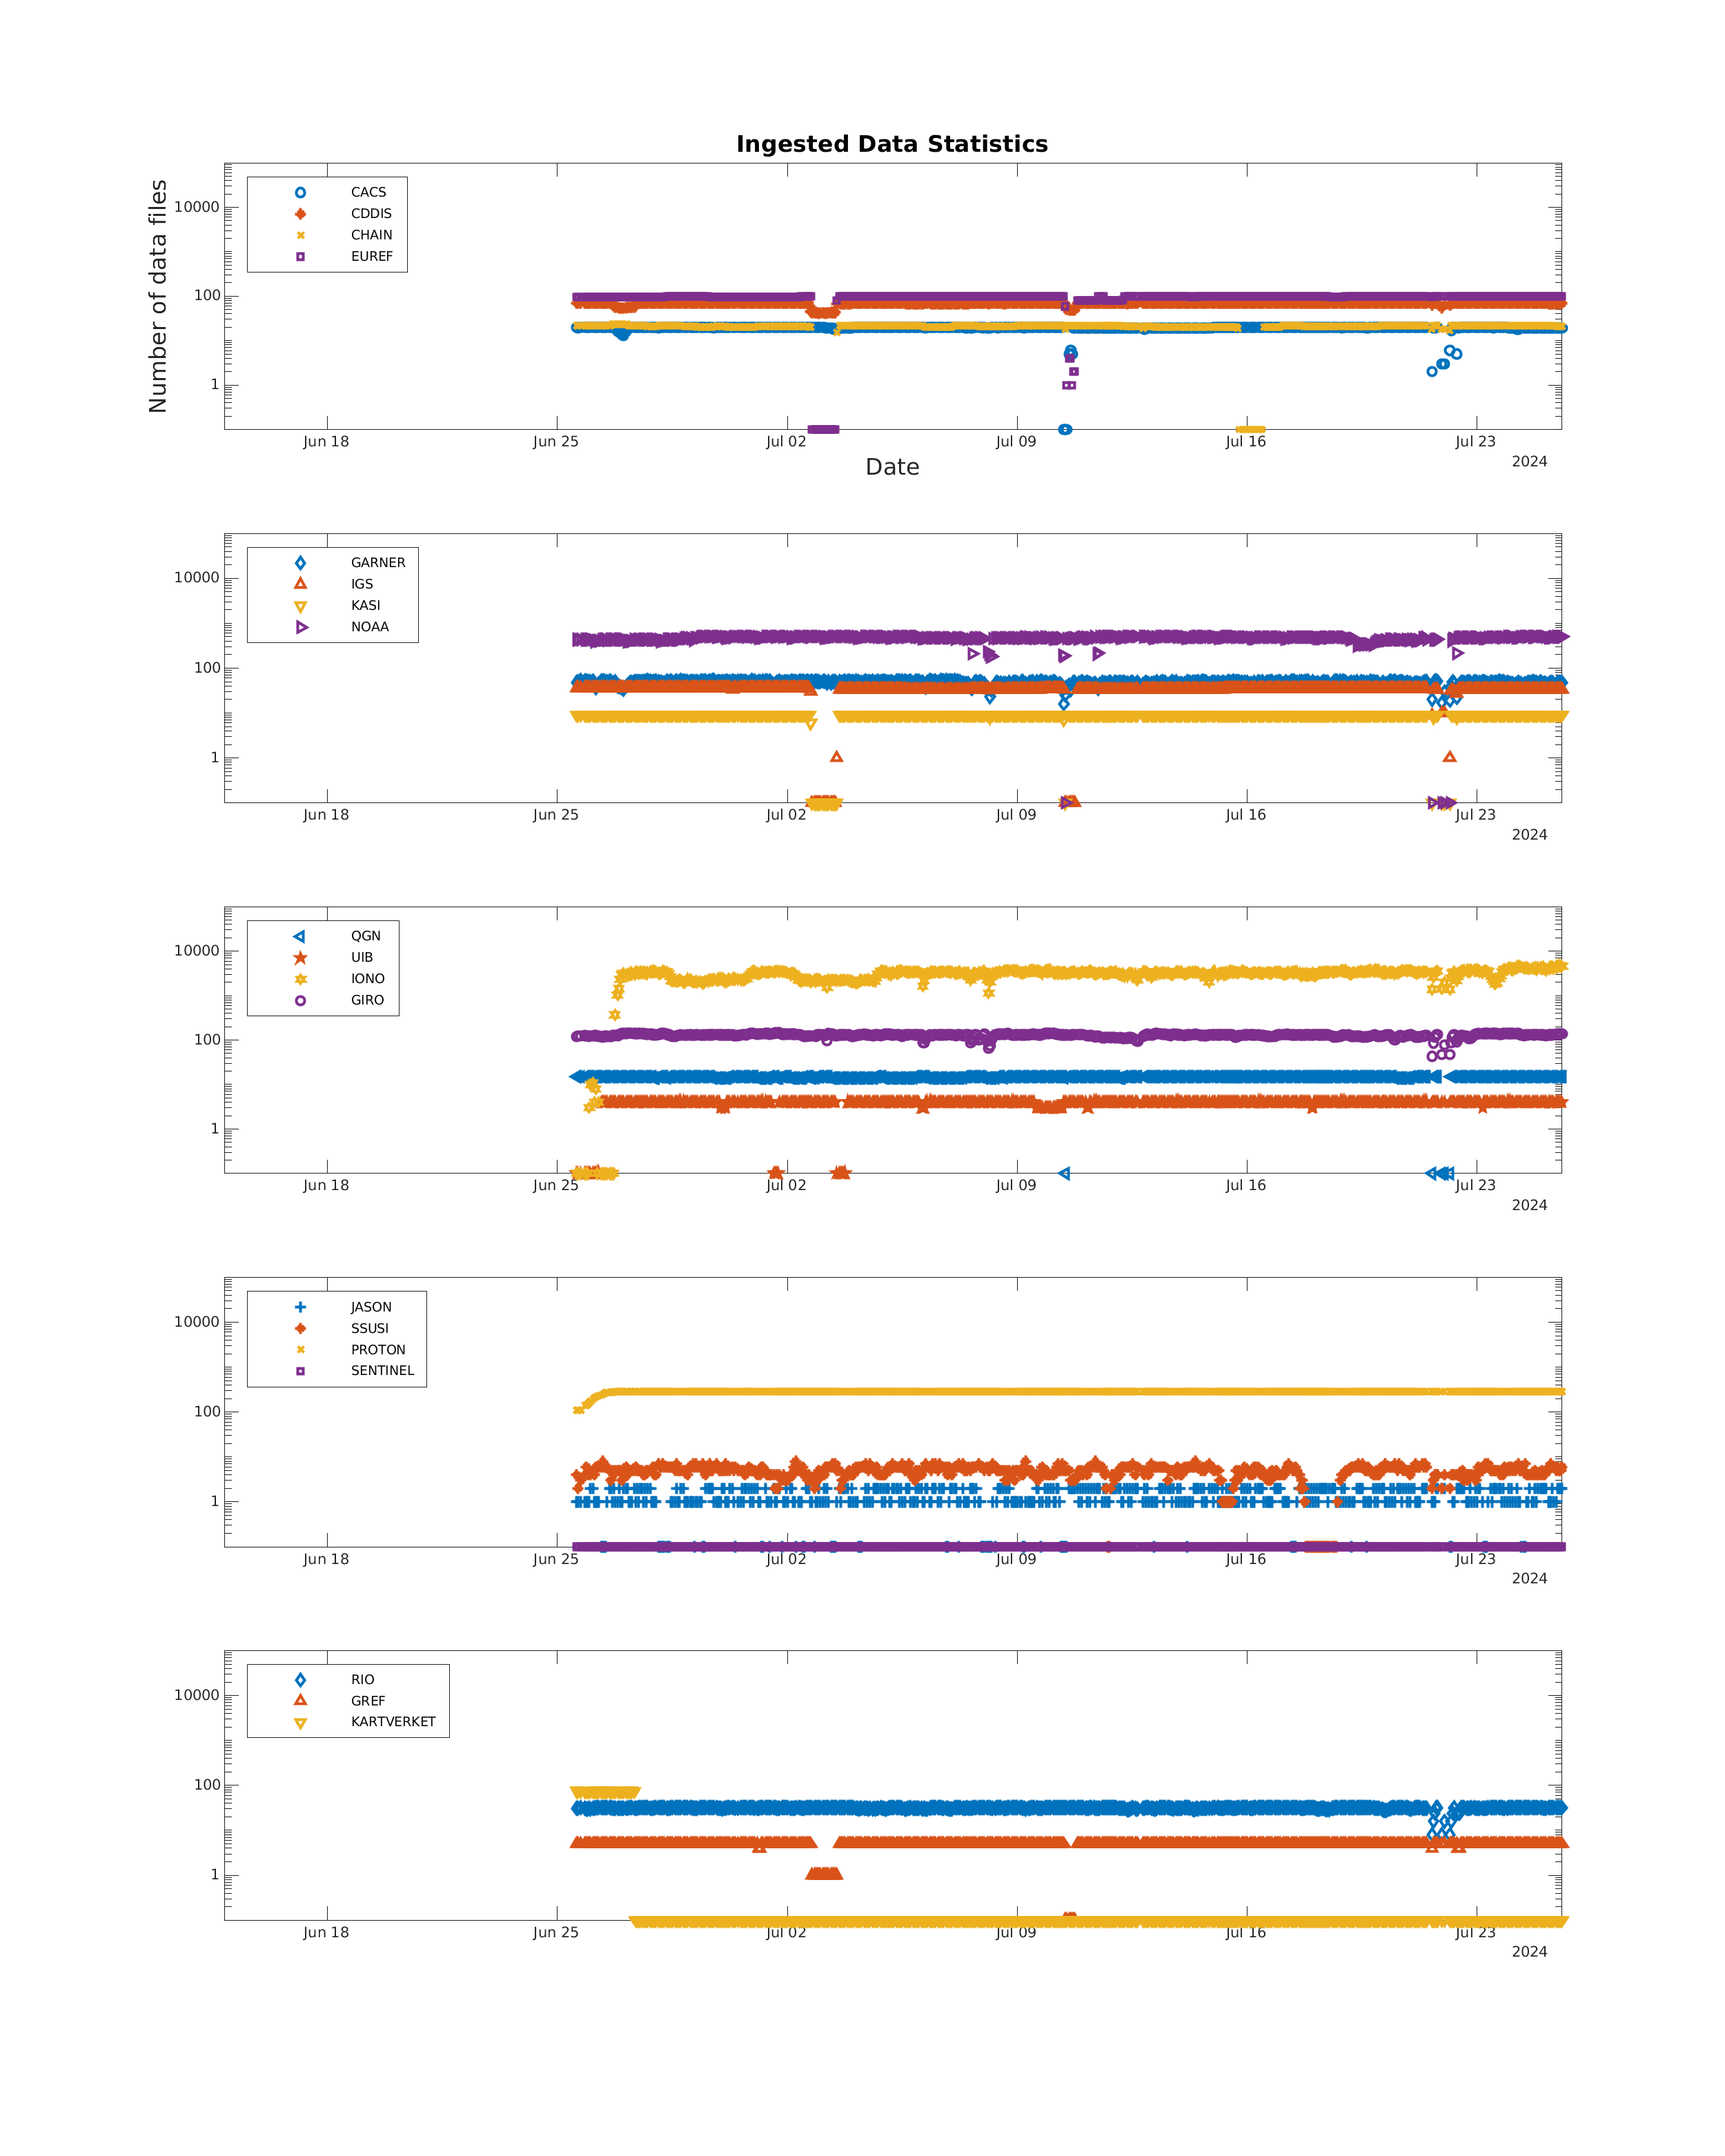 Ingested Data Statistics
Number of data files
CACS
CDDIS
CHAIN
EUREF
10000
100
1
Jun 18 Jun 25 Jul 02 Jul 09 Jul 16 Jul 23
2024
Date
GARNER
IGS
KASI
NOAA
10000
100
1
Jun 18 Jun 25 Jul 02 Jul 09 Jul 16 Jul 23
2024
QGN
UIB
IONO
GIRO
10000
100
1
Jun 18 Jun 25 Jul 02 Jul 09 Jul 16 Jul 23
2024
JASON
SSUSI
PROTON
SENTINEL
10000
100
1
Jun 18 Jun 25 Jul 02 Jul 09 Jul 16 Jul 23
2024
RIO
GREF
KARTVERKET
10000
100
1
Jun 18 Jun 25 Jul 02 Jul 09 Jul 16 Jul 23
2024